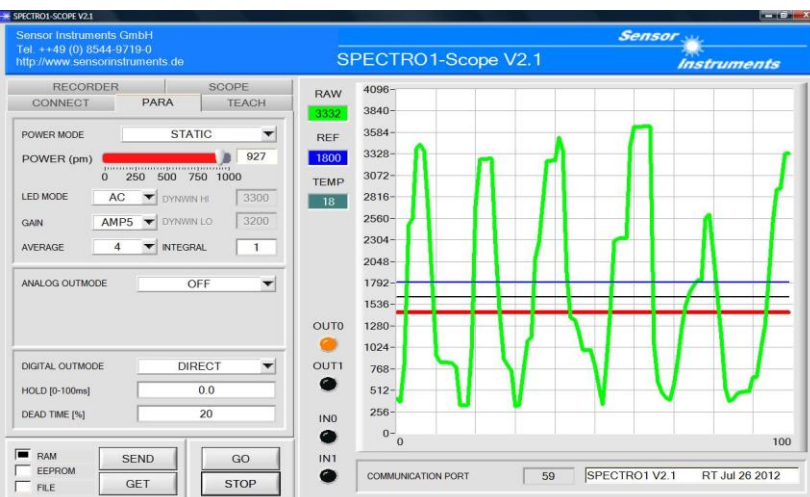 SPECTRO1-SCOPE V2.1
Sensor Instruments GmbH
Tel. ++49 (0) 8544-9719-0
http://www.sensorinstruments.de
SPECTRO1-Scope V2.1
Sensor
Instruments
RECORDER SCOPE
CONNECT PARA TEACH
POWER MODE STATIC
POWER (pm) 927
0 250 500 750 1000
LED MODE AC DYNWIN HI 3300
GAIN AMP5 DYNWIN LO 3200
AVERAGE 4 INTEGRAL 1
ANALOG OUTMODE OFF
DIGITAL OUTMODE DIRECT
HOLD [0-100ms] 0.0
DEAD TIME [%] 20
RAM
EEPROM
FILE
SEND GO
GET STOP
RAW
3332
REF
1800
TEMP
18
OUT0
OUT1
IN0
IN1
4096
3840
3584
3328
3072
2816
2560
2304
2048
1792
1536
1280
1024
768
512
256
0
0 100
COMMUNICATION PORT 59 SPECTRO1 V2.1 RT Jul 26 2012